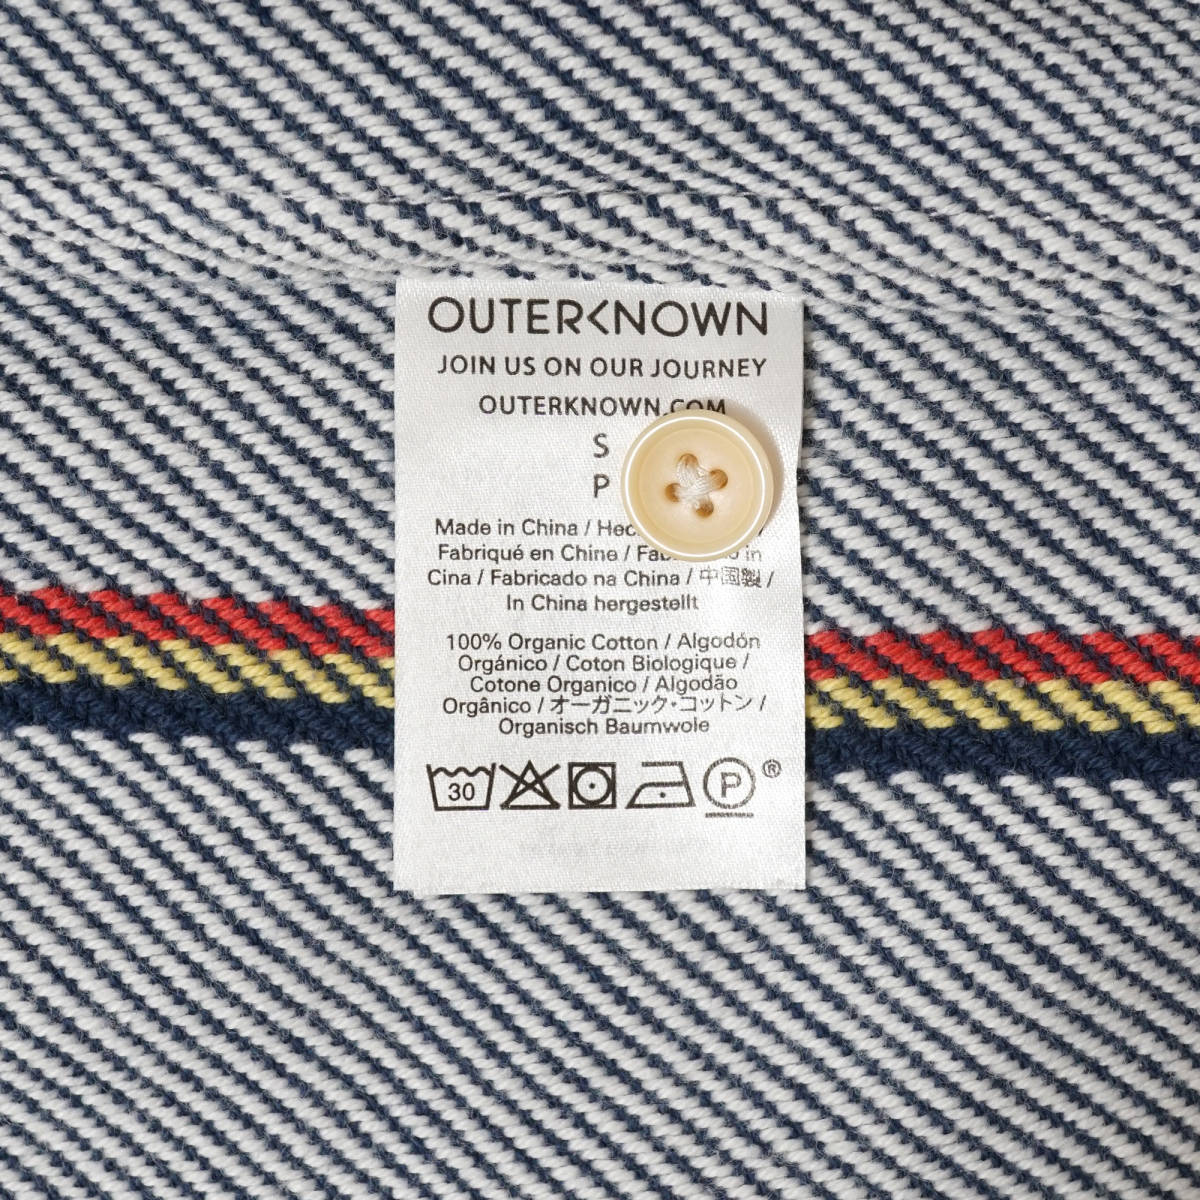 OUTERKNOWN
JOIN US ON OUR JOURNEY
OUTERKNOWN.COM
S
P
Made in China /
Fabriqué en Chine / in
Cina / Fabricado na China / 中国製 /
In China hergestellt
100% Organic Cotton / Algodón
Orgánico / Coton Biologique /
Cotone Organico / Algodão
Orgânico / オーガニック・コットン /
Organisch Baumwole
30 P ®